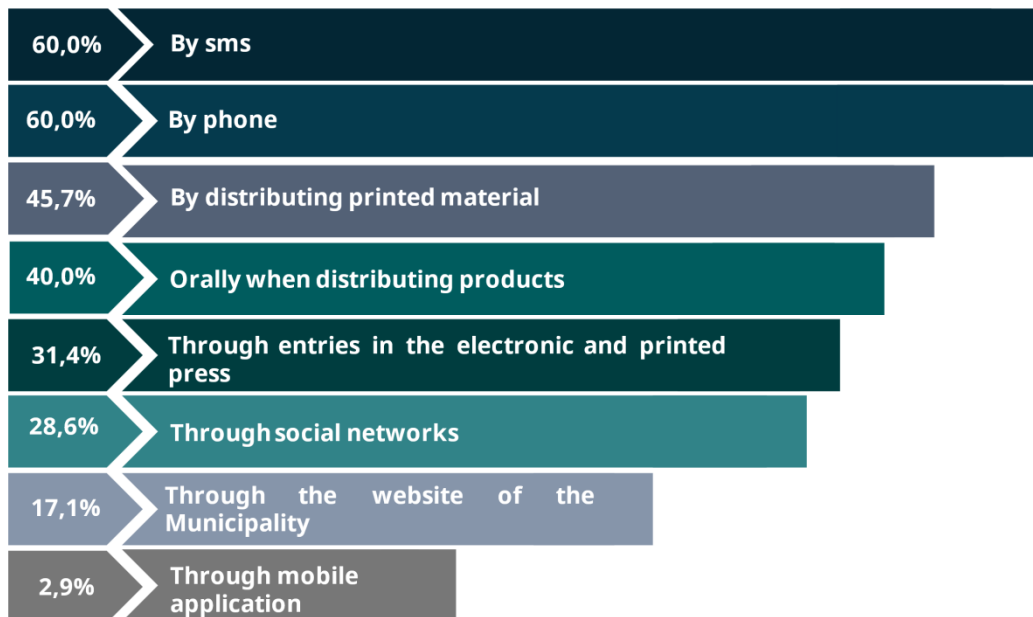 60,0% By sms
60,0% By phone
45,7% By distributing printed material
40,0% Orally when distributing products
31,4% Through entries in the electronic and printed
press
28,6% Through social networks
17,1% Through the website of the
Municipality
2,9% Through mobile
application